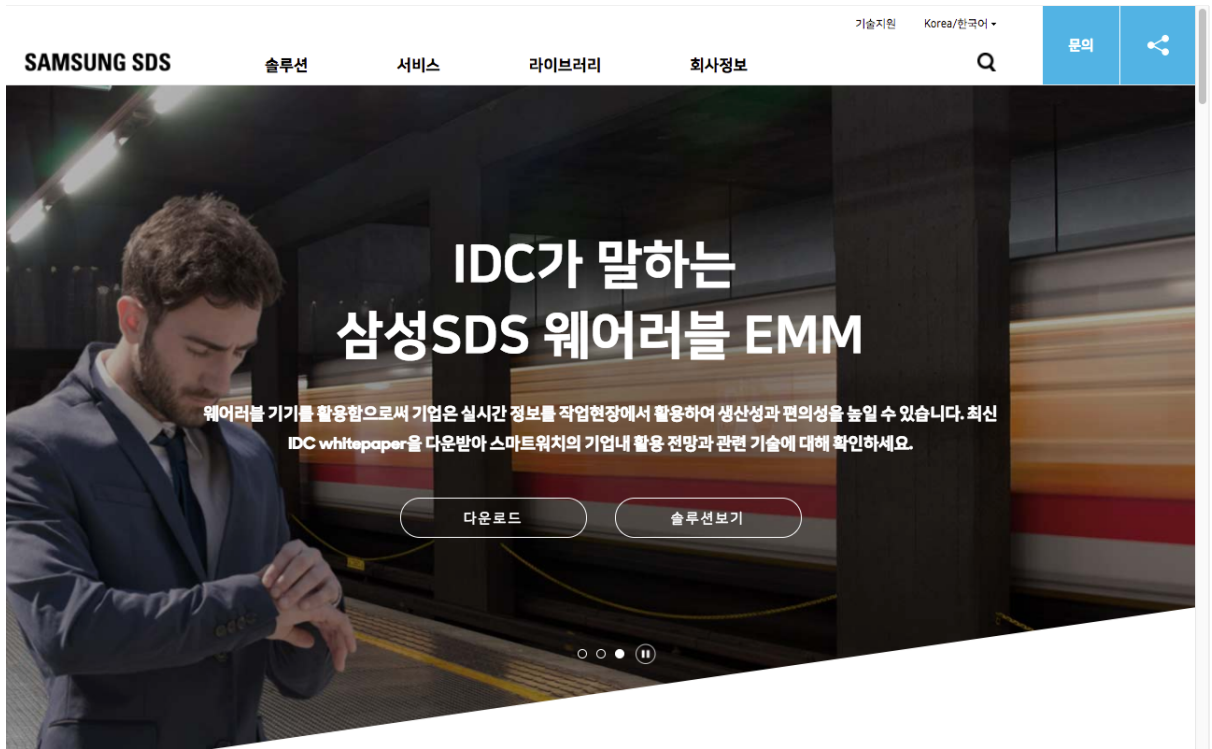 기술지원 Korea/한국어
문의
SAMSUNG SDS 솔루션 서비스 라이브러리 회사정보
IDC가 말하는
삼성SDS 웨어러블 EMM
웨어러블 기기를 활용함으로써 기업은 실시간 정보를 작업현장에서 활용하여 생산성과 편의성을 높일 수 있습니다. 최신
IDC whitepaper을 다운받아 스마트워치의 기업내 활용 전망과 관련 기술에 대해 확인하세요.
다운로드 솔루션보기